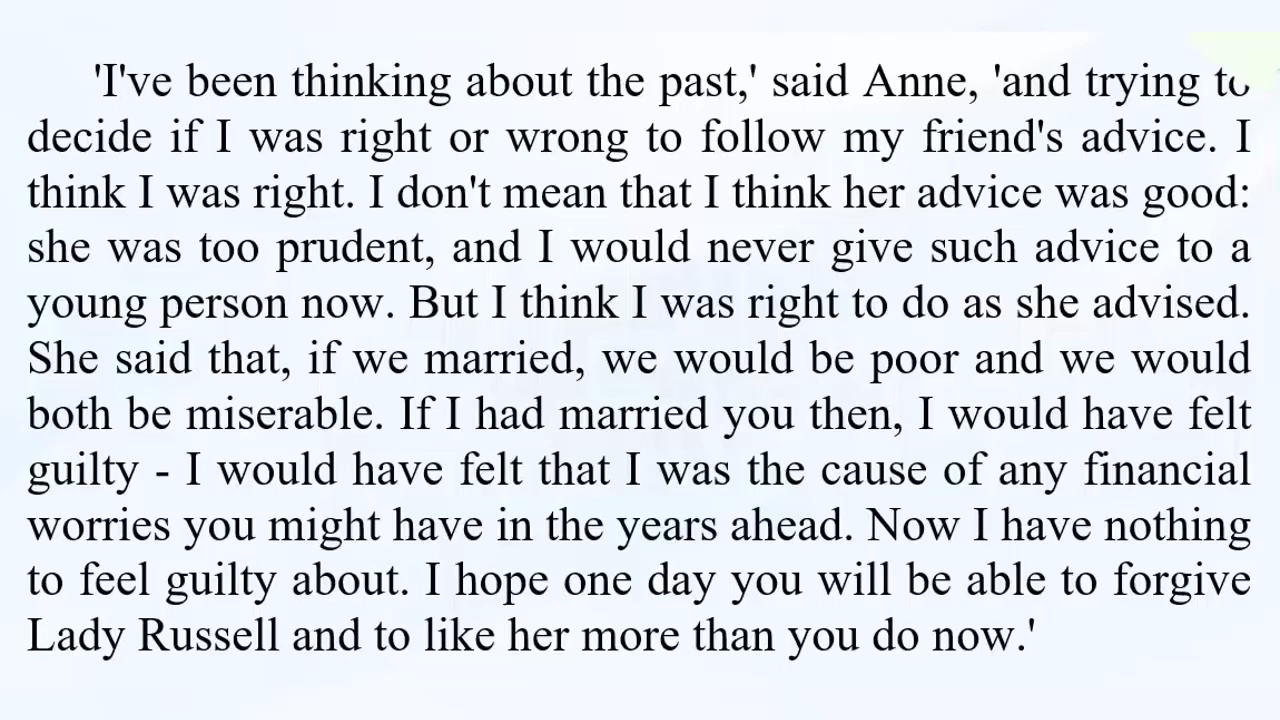 'I've been thinking about the past,' said Anne, 'and trying to
decide if I was right or wrong to follow my friend's advice. I
think I was right. I don't mean that I think her advice was good:
she was too prudent, and I would never give such advice to a
young person now. But I think I was right to do as she advised.
She said that, if we married, we would be poor and we would
both be miserable. If I had married you then, I would have felt
guilty - I would have felt that I was the cause of any financial
worries you might have in the years ahead. Now I have nothing
to feel guilty about. I hope one day you will be able to forgive
Lady Russell and to like her more than you do now.'